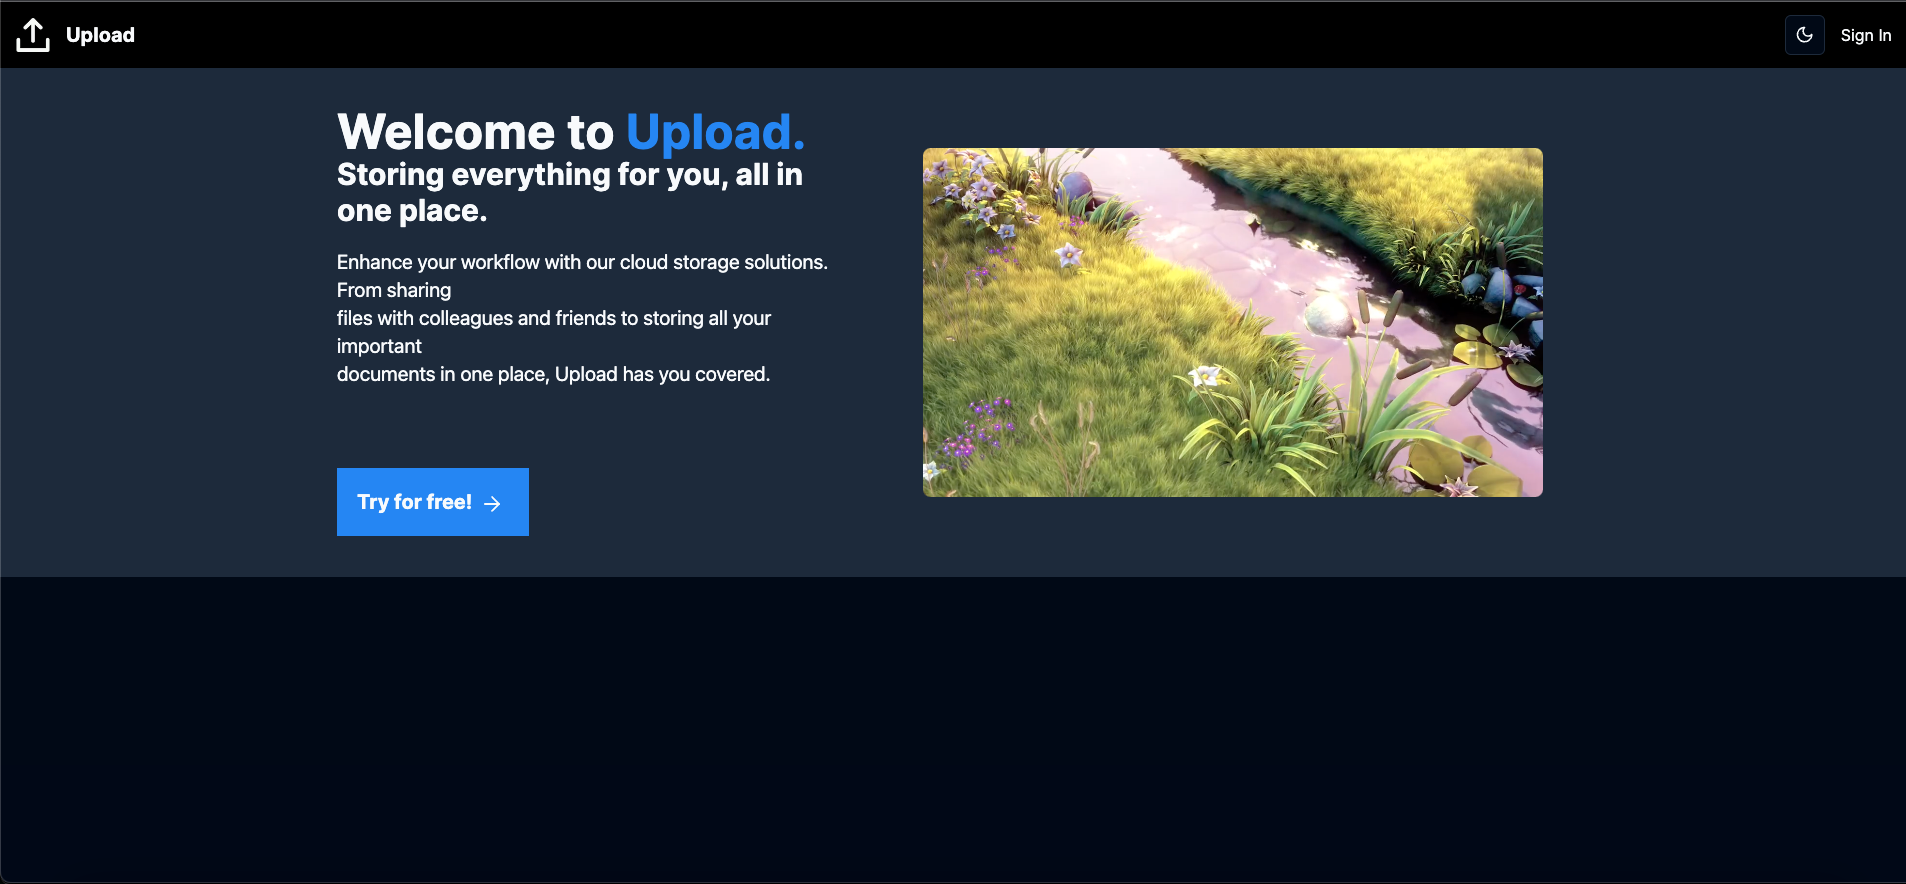 Upload
Sign In
Welcome to Upload.
Storing everything for you, all in
one place.
Enhance your workflow with our cloud storage solutions.
From sharing
files with colleagues and friends to storing all your
important
documents in one place, Upload has you covered.
Try for free!